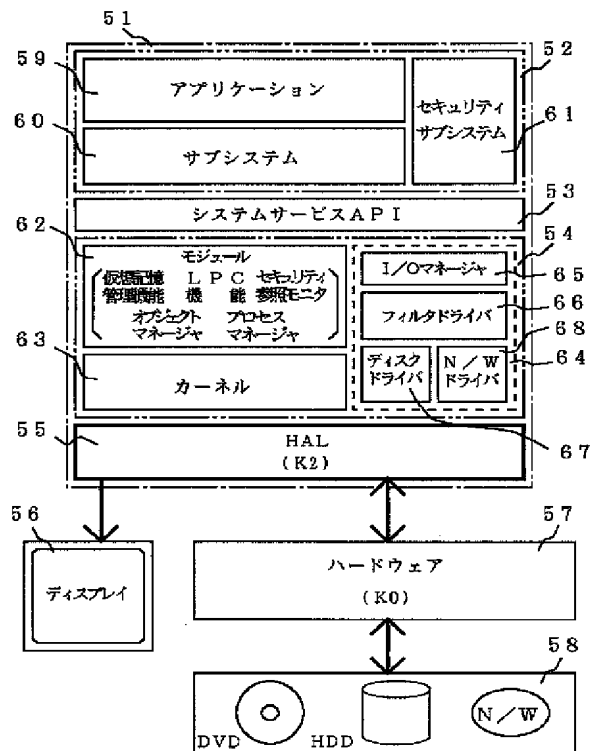 51
59
52
アプリケーション
セキュリティ
サブシステム
60
61
サブシステム
53
システムサービスAPI
62
54
モジュール
仮想記憶 LPC セキュリティ
管理機能 機能 参照モニタ
オブジェクト プロセス
マネージャ マネージャ
I/Oマネージャ
65
66
フィルタドライバ
68
63
カーネル
ディスク
ドライバ
N/W
ドライバ
64
67
55
HAL
(K2)
56
57
ディスプレイ
ハードウェア
(K0)
58
DVD
HDD
N/W